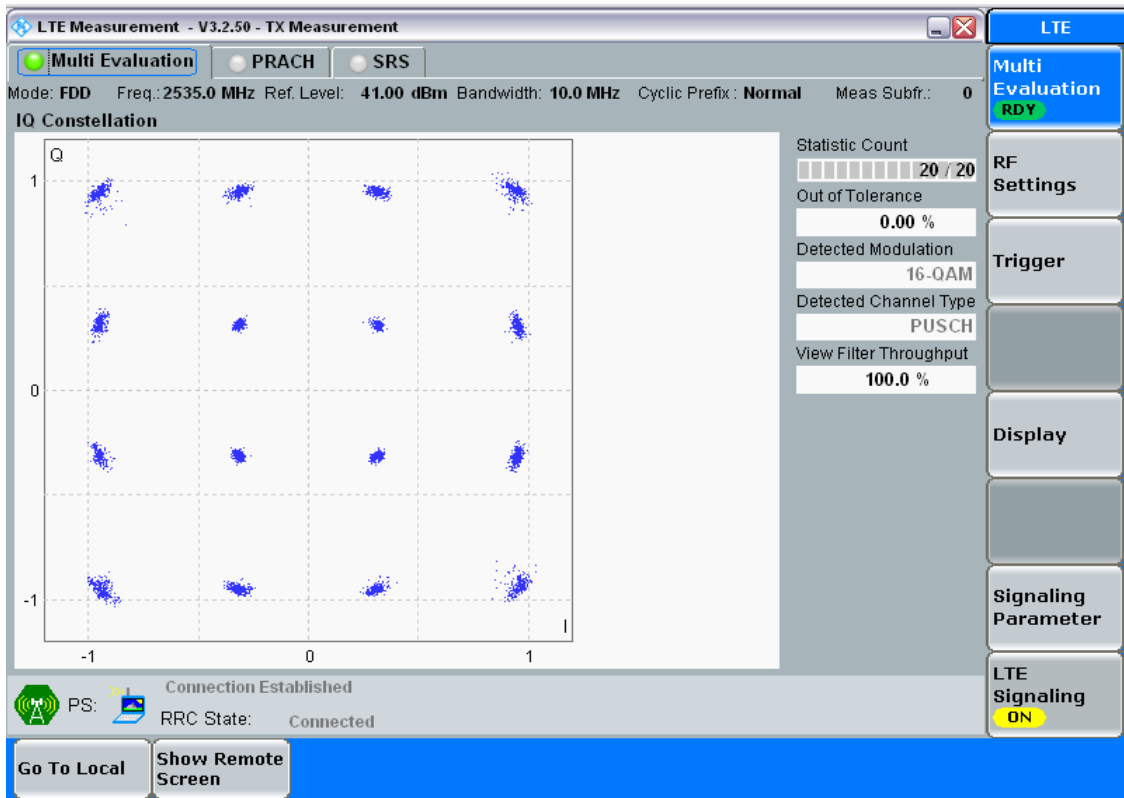 LTE Measurement - V3.2.50 - TX Measurement
LTE
Multi Evaluation PRACH SRS
Mode: FDD Freq.: 2535.0 MHz Ref. Level: 41.00 dBm Bandwidth: 10.0 MHz Cyclic Prefix : Normal Meas Subfr.: 0
IQ Constellation
Q
1
0
-1
I
-1 0 1
Statistic Count
20 / 20
Out of Tolerance
0.00 %
Detected Modulation
16-QAM
Detected Channel Type
PUSCH
View Filter Throughput
100.0 %
Multi
Evaluation
RDY
RF
Settings
Trigger
Display
Signaling
Parameter
LTE
Signaling
ON
PS:
Connection Established
RRC State: Connected
Go To Local
Show Remote
Screen